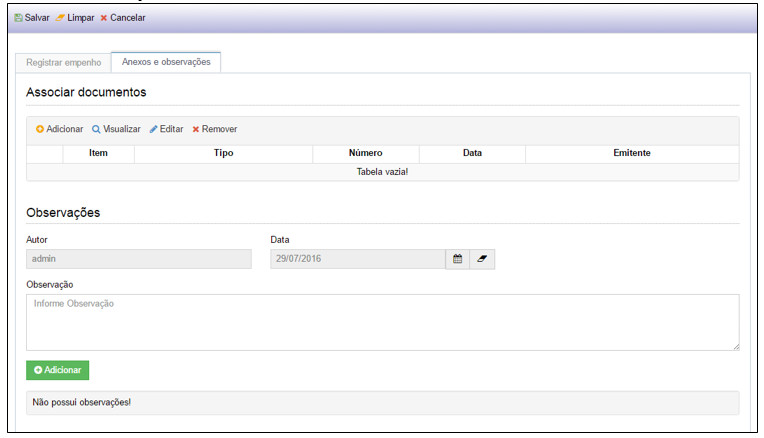 Salvar Limpar Cancelar
Registrar empenho Anexos e observações
Associar documentos
Adicionar Visualizar Editar Remover
Item Tipo Número Data Emitente
Tabela vazia!
Observações
Autor Data
admin 29/07/2016
Observação
Informe Observação
Adicionar
Não possui observações!